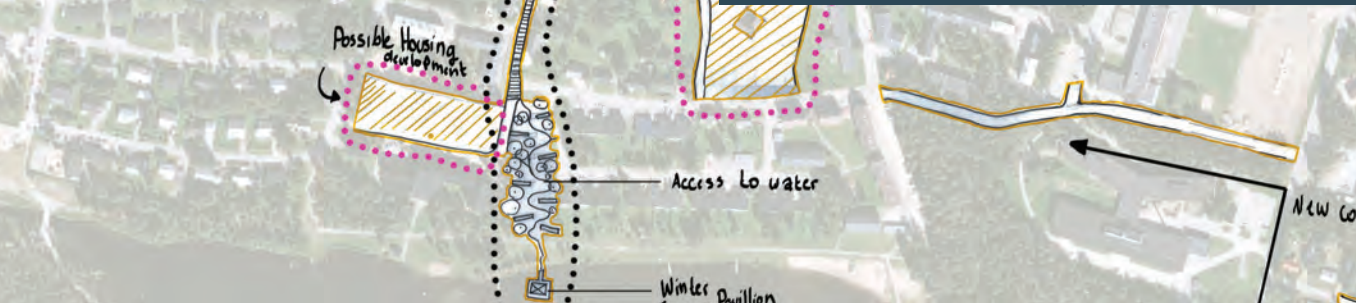 Possible Housing
development
Access to water
New co
Winter
Pavillion